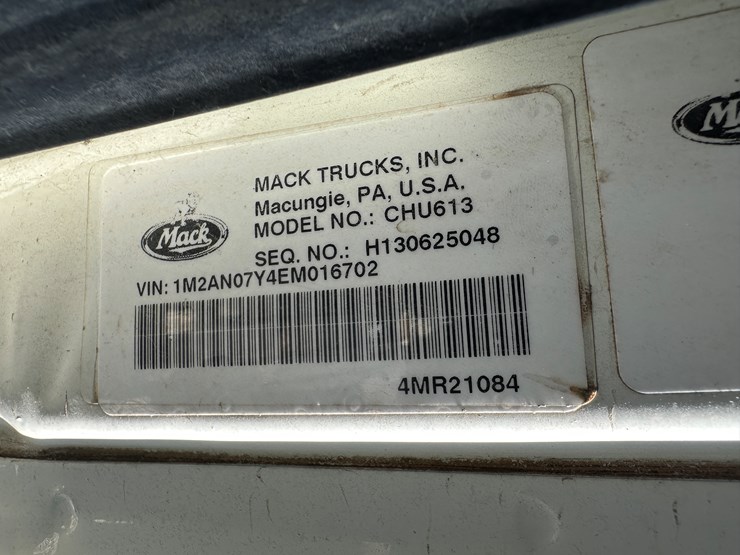 Mack
MACK TRUCKS, INC.
Macungie, PA, U.S.A.
MODEL NO.: CHU613
SEQ. NO.: H130625048
VIN: 1M2AN07Y4EM016702
4MR21084